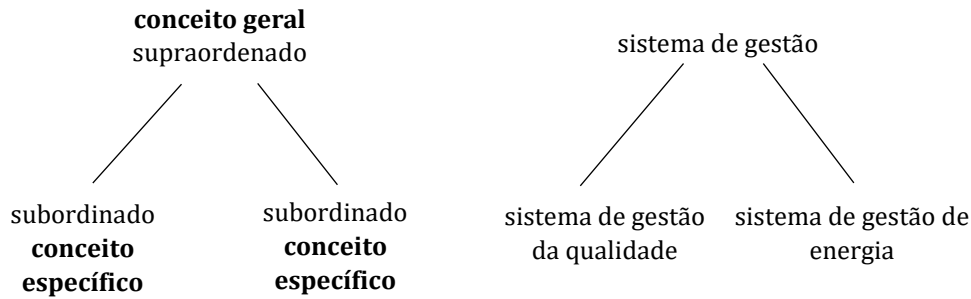 conceito geral
supraordenado
subordinado
conceito
específico
subordinado
conceito
específico
sistema de gestão
sistema de gestão
da qualidade
sistema de gestão de
energia